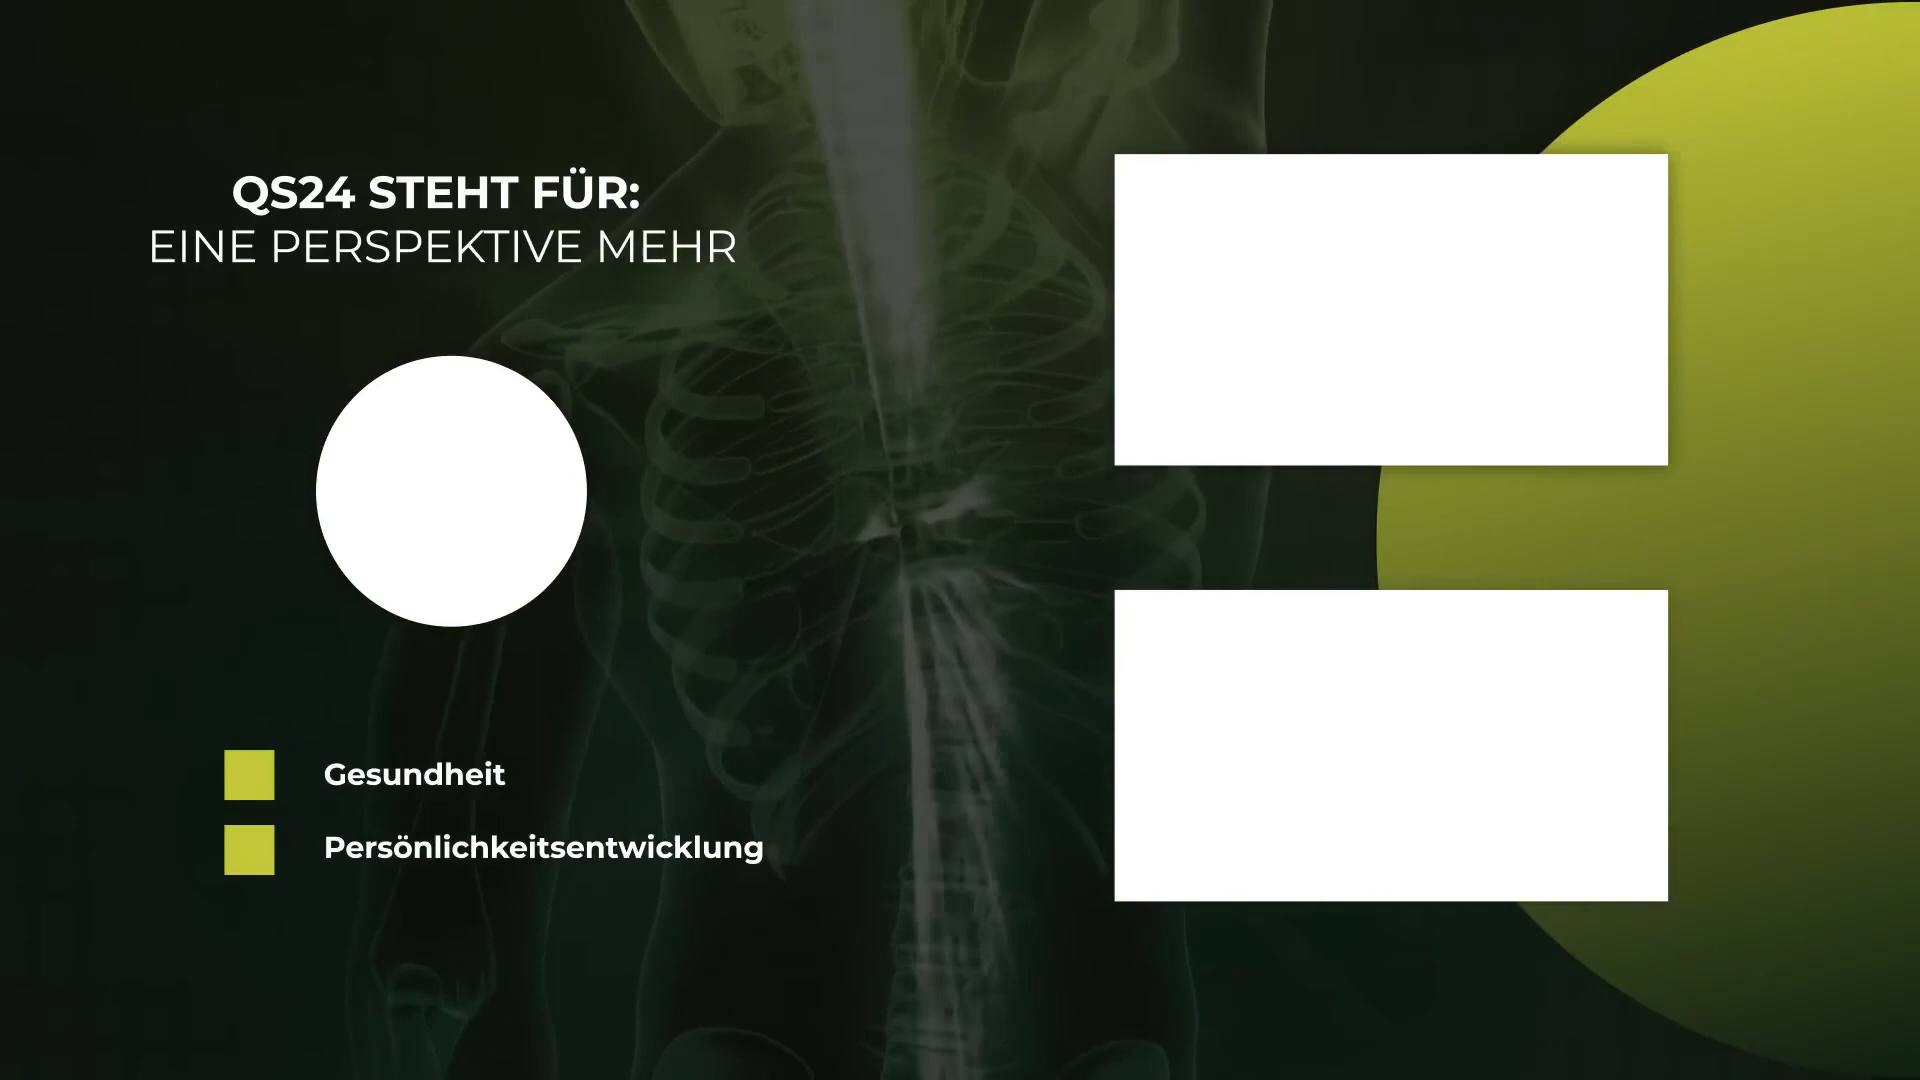 QS24 STEHT FÜR:
EINE PERSPEKTIVE MEHR
Gesundheit
Persönlichkeitsentwicklung